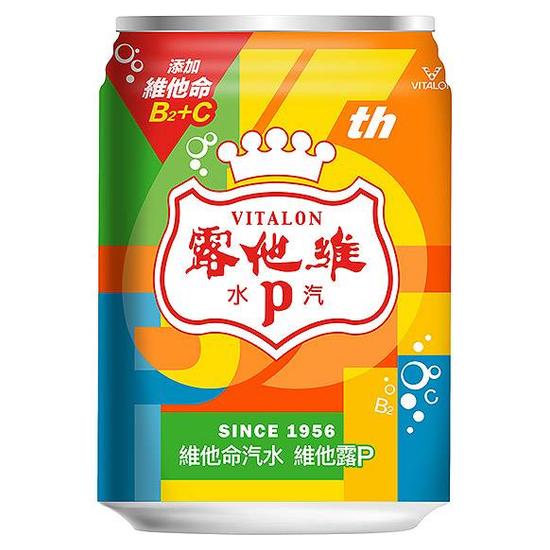 添加
維他命
B2+C
VITALON
th
VITALON
露他維
水 P 汽
B2
C
SINCE 1956
維他命汽水 維他露P